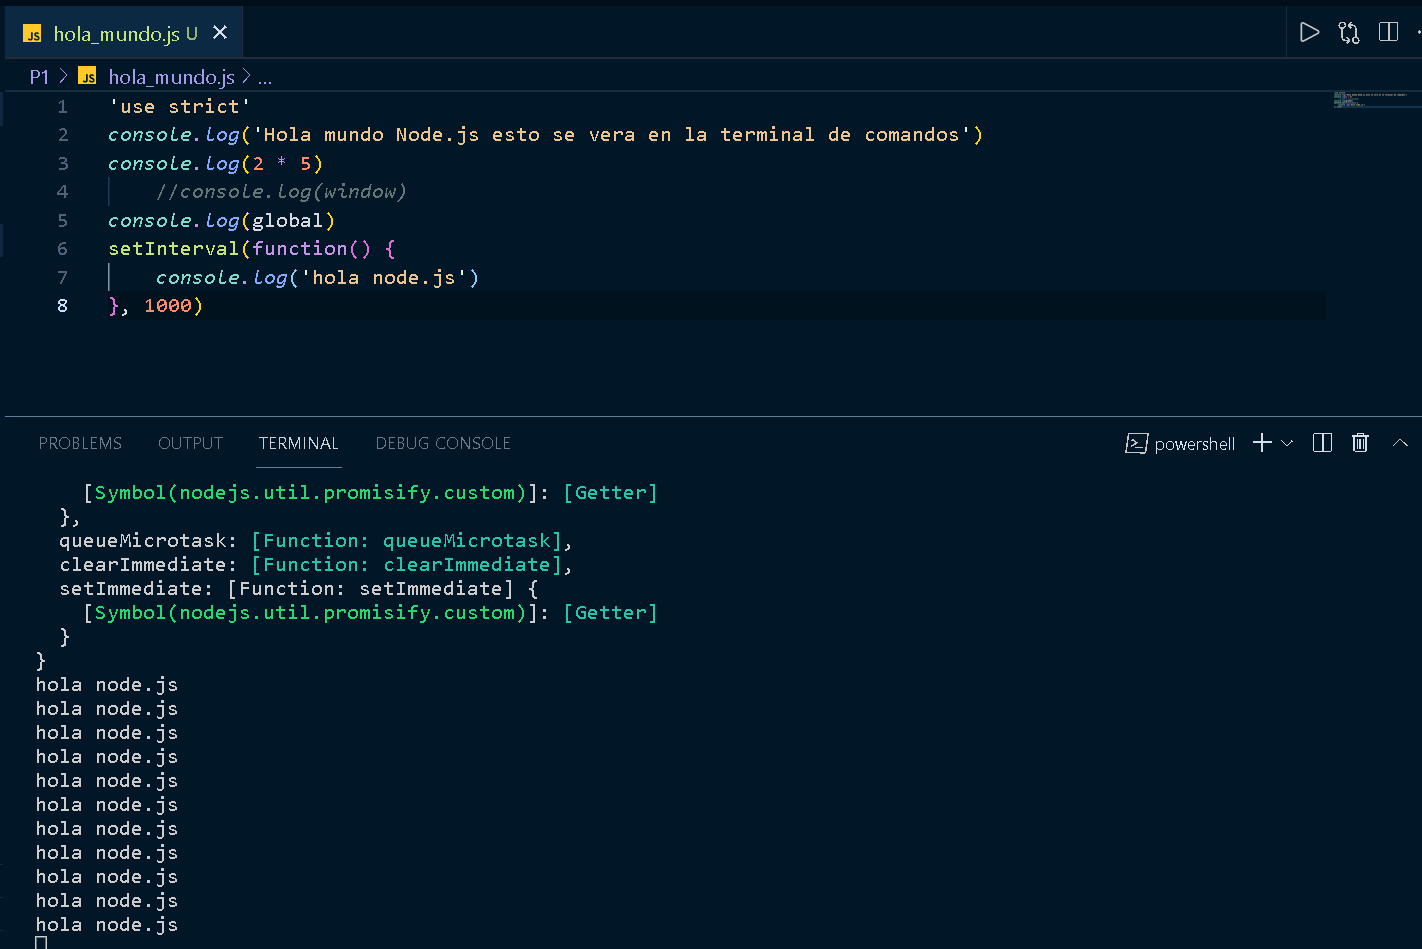 JS hola_mundo.js U
P1 > JS hola_mundo.js > ...
1 'use strict'
2 console.log('Hola mundo Node.js esto se vera en la terminal de comandos')
3 console.log(2 * 5)
4 //console.log(window)
5 console.log(global)
6 setInterval(function() {
7 console.log('hola node.js')
8 }, 1000)
PROBLEMS OUTPUT TERMINAL DEBUG CONSOLE powershell
[Symbol(nodejs.util.promisify.custom)]: [Getter]
},
queueMicrotask: [Function: queueMicrotask],
clearImmediate: [Function: clearImmediate],
setImmediate: [Function: setImmediate] {
[Symbol(nodejs.util.promisify.custom)]: [Getter]
}
}
hola node.js
hola node.js
hola node.js
hola node.js
hola node.js
hola node.js
hola node.js
hola node.js
hola node.js
hola node.js
hola node.js